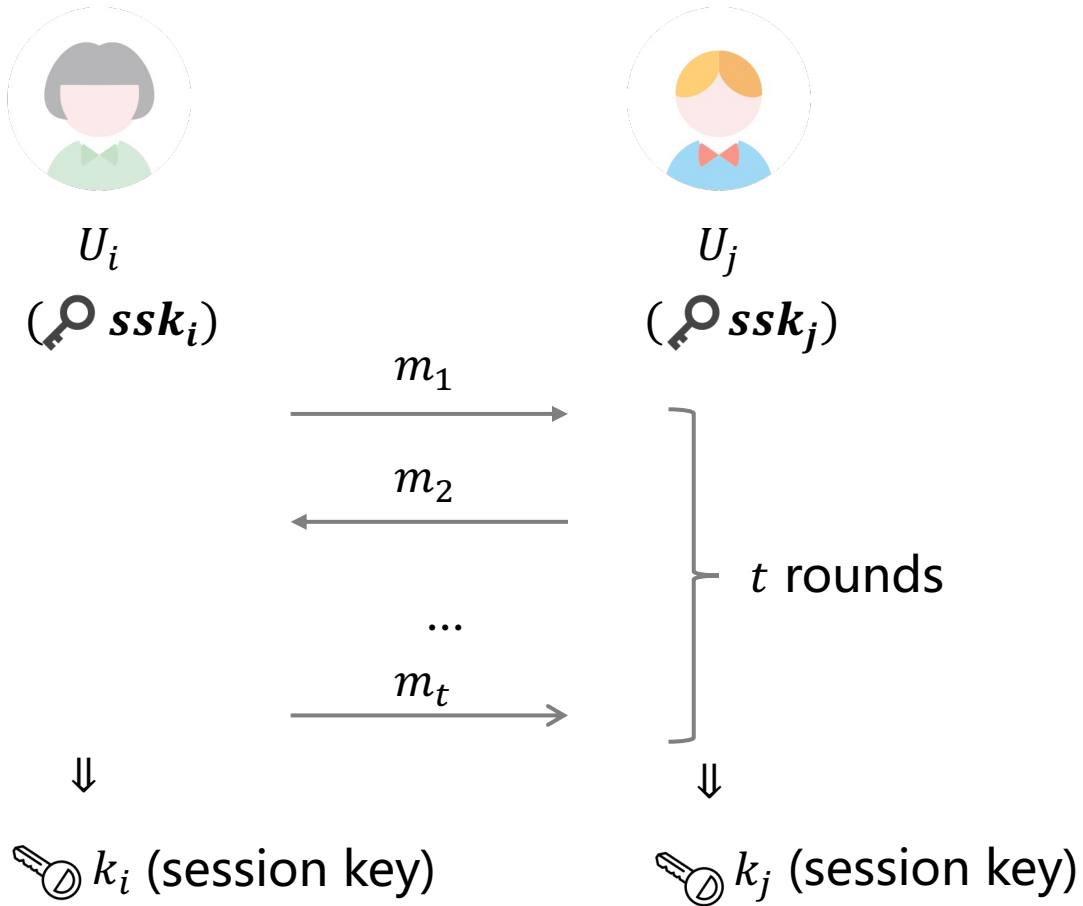 U_i
U_j
( ssk_i)
( ssk_j)
m_1
m_2
...
m_t
t rounds
⇓
⇓
k_i (session key)
k_j (session key)